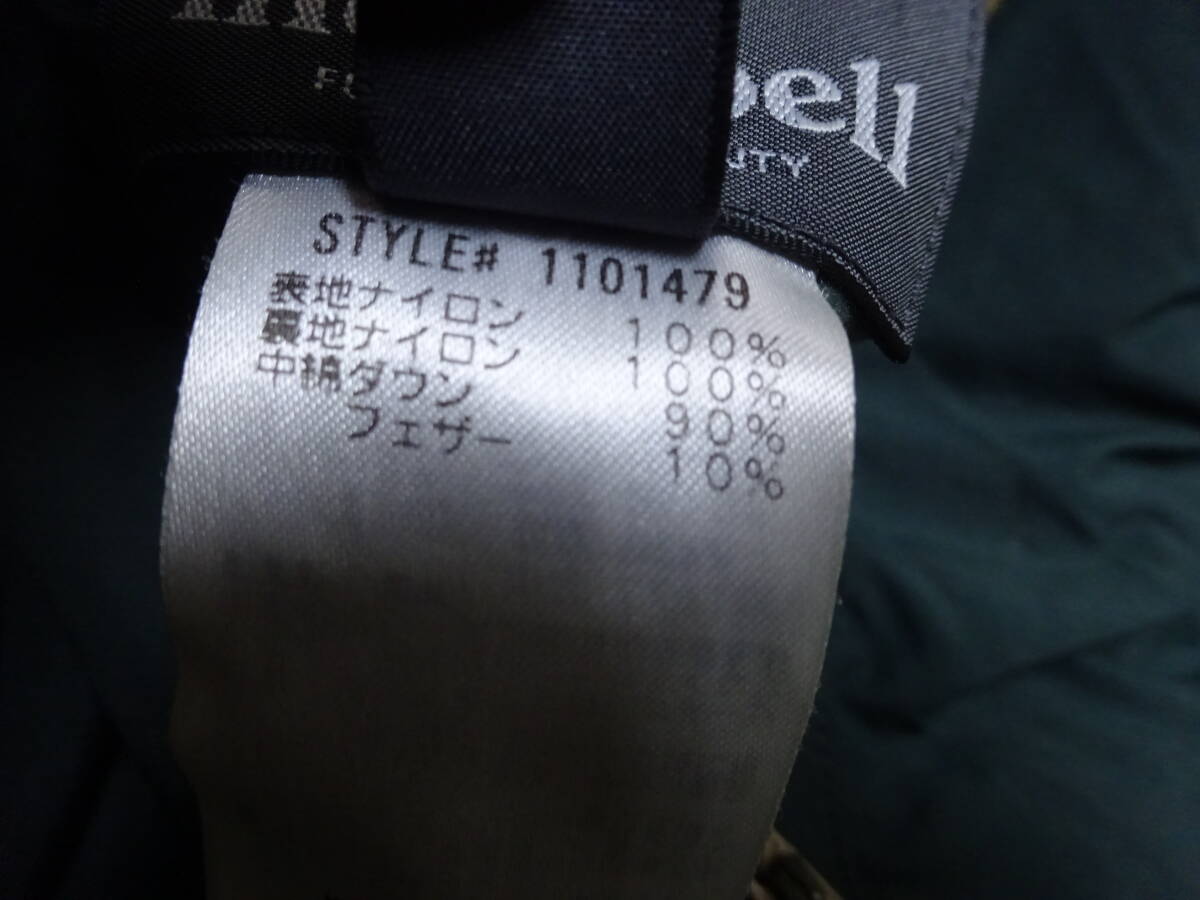 bell
STYLE# 1101479
表地ナイロン 100%
裏地ナイロン 100%
中綿ダウン 90%
フェザー 10%